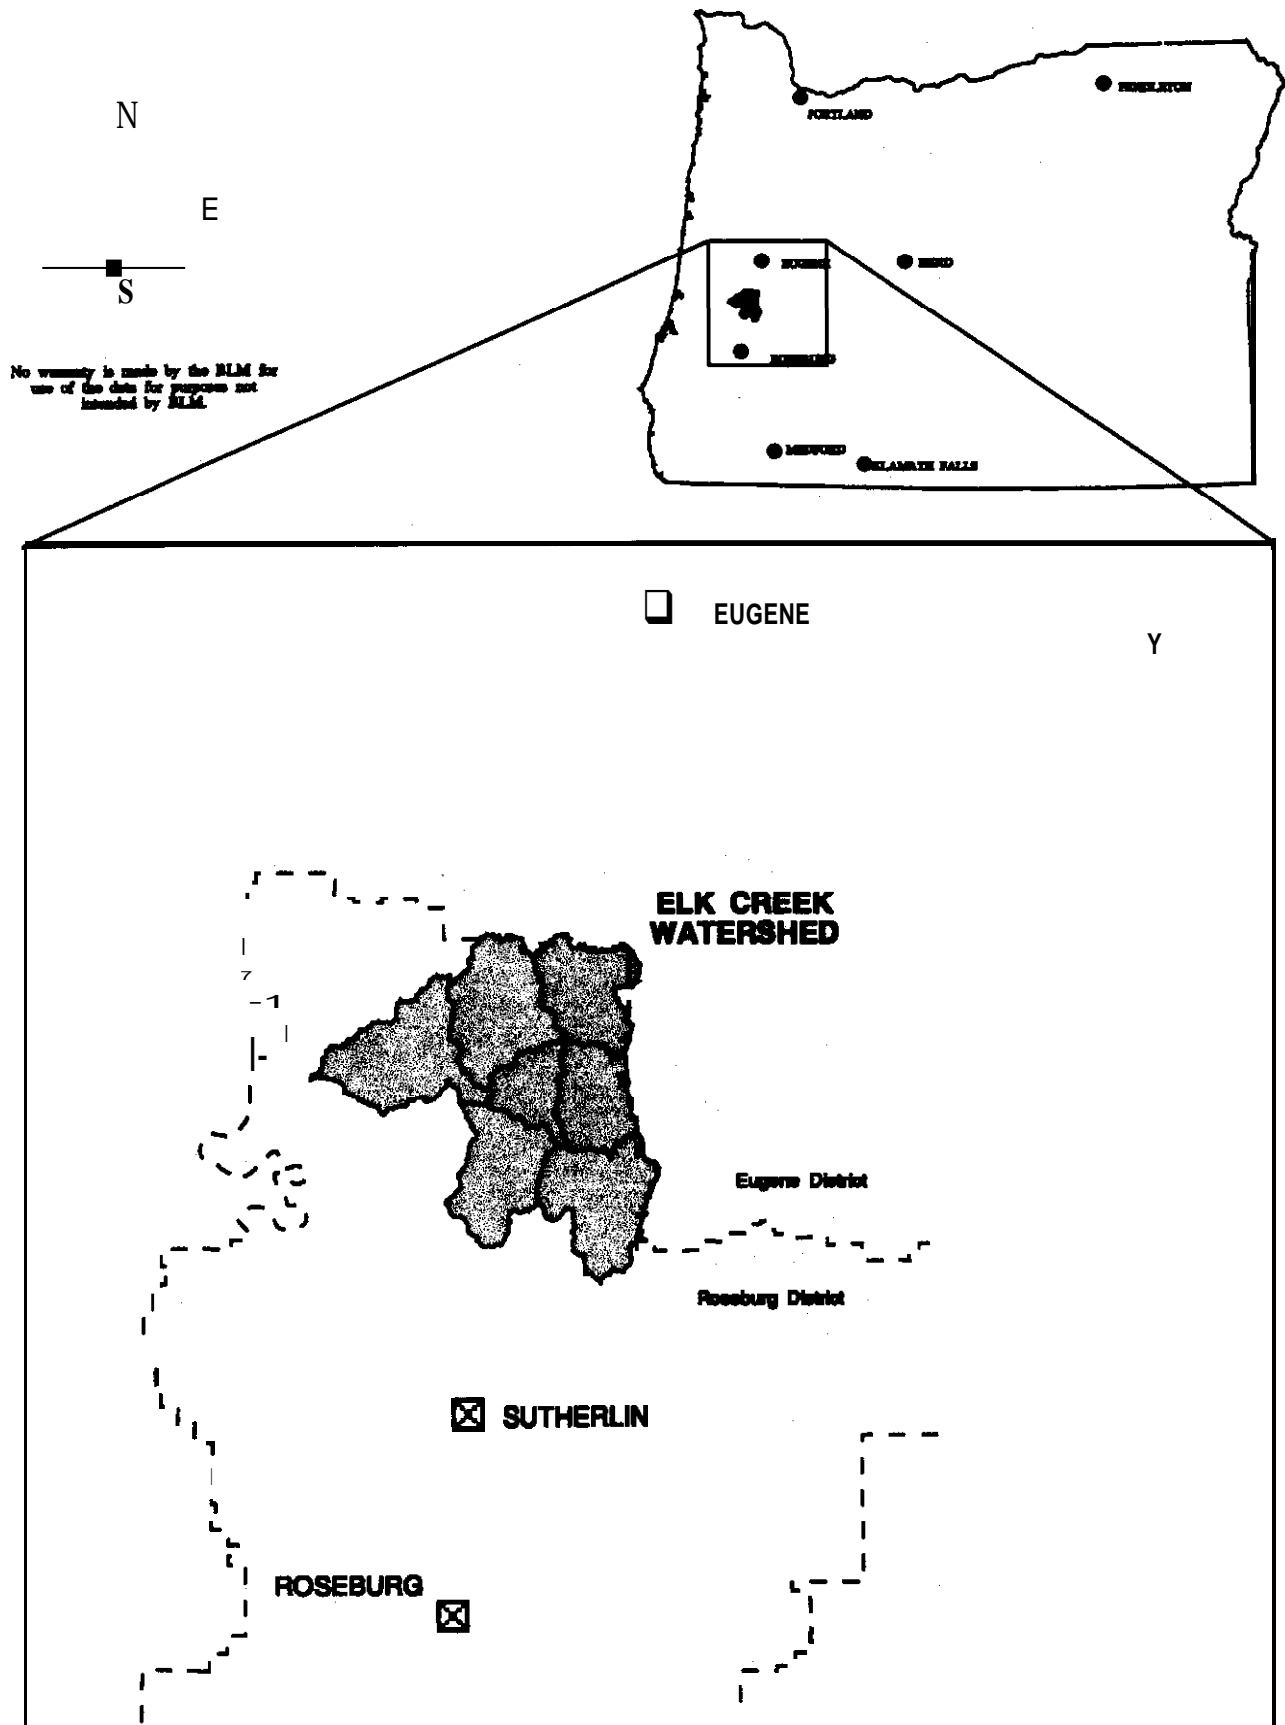 N
E
S
No warranty is made by the BLM for
use of the data for purposes not
intended by BLM.
PORTLAND
PENDLETON
EUGENE
BEND
ROSEBURG
MEDFORD
KLAMATH FALLS
EUGENE
Y
ELK CREEK
WATERSHED
Eugene District
Roseburg District
SUTHERLIN
ROSEBURG